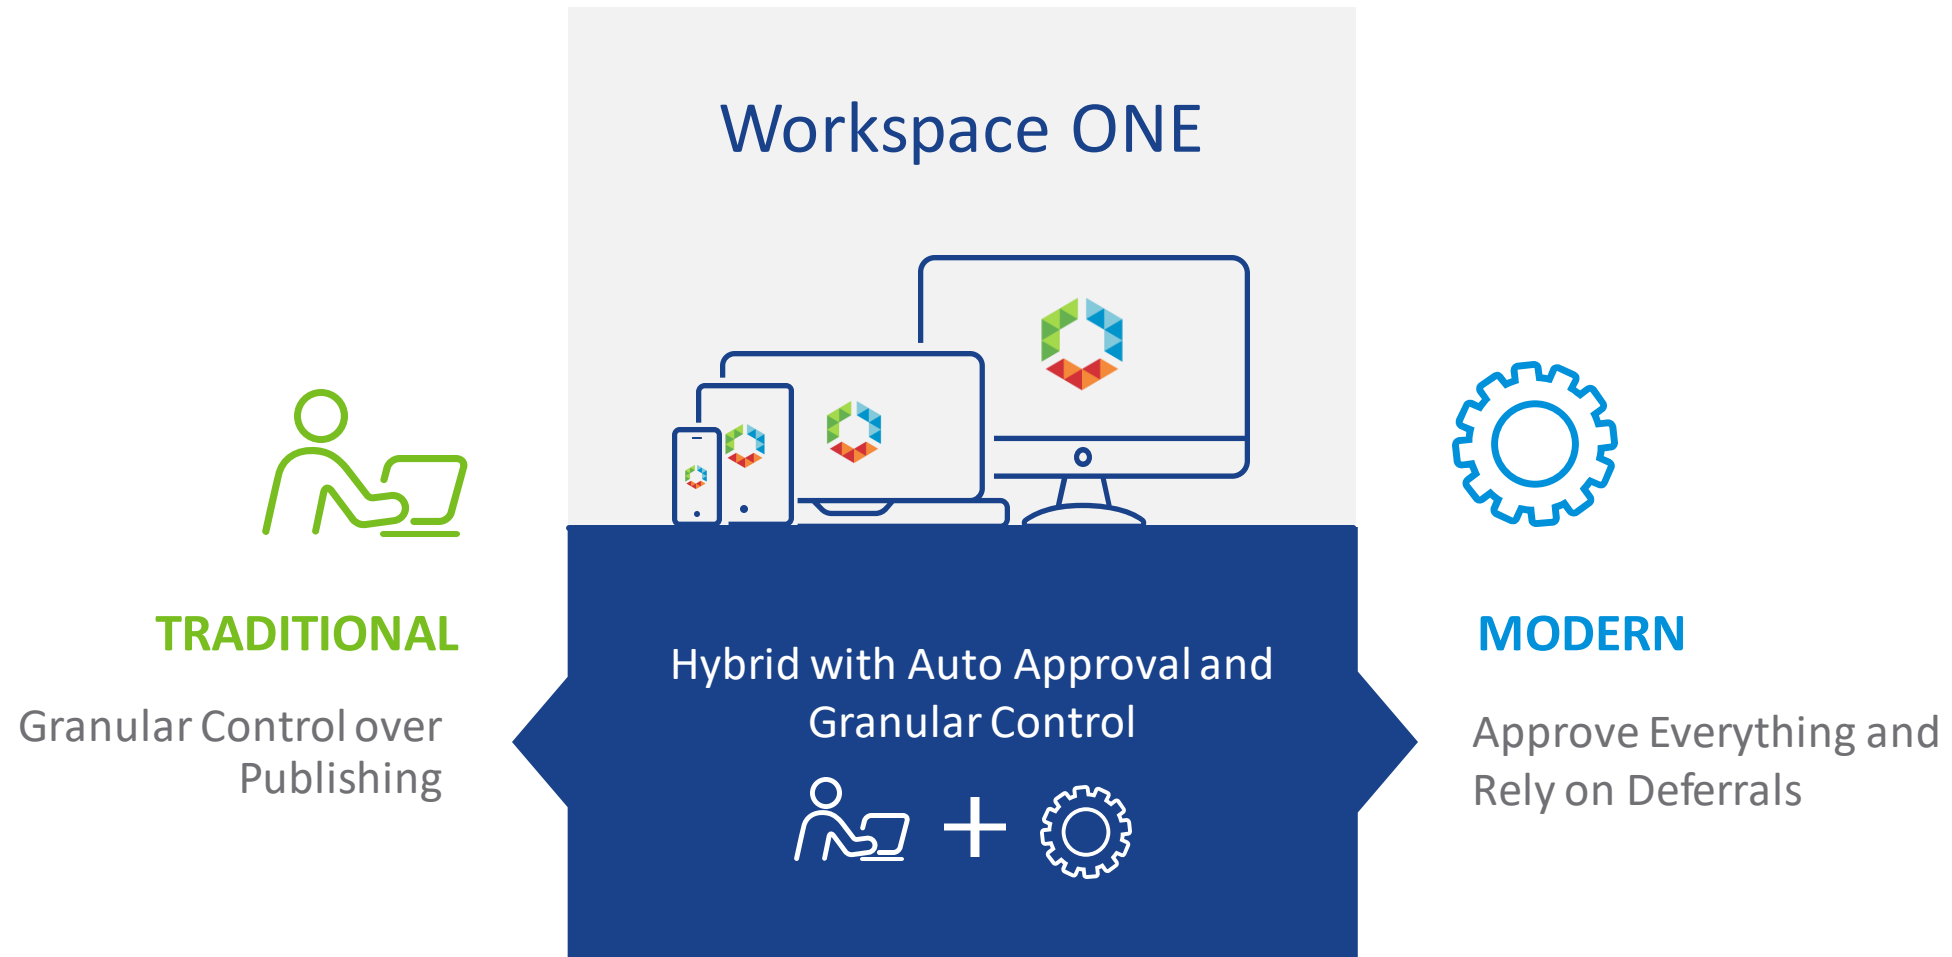 Workspace ONE
TRADITIONAL
Granular Control over
Publishing
Hybrid with Auto Approval and
Granular Control
MODERN
Approve Everything and
Rely on Deferrals